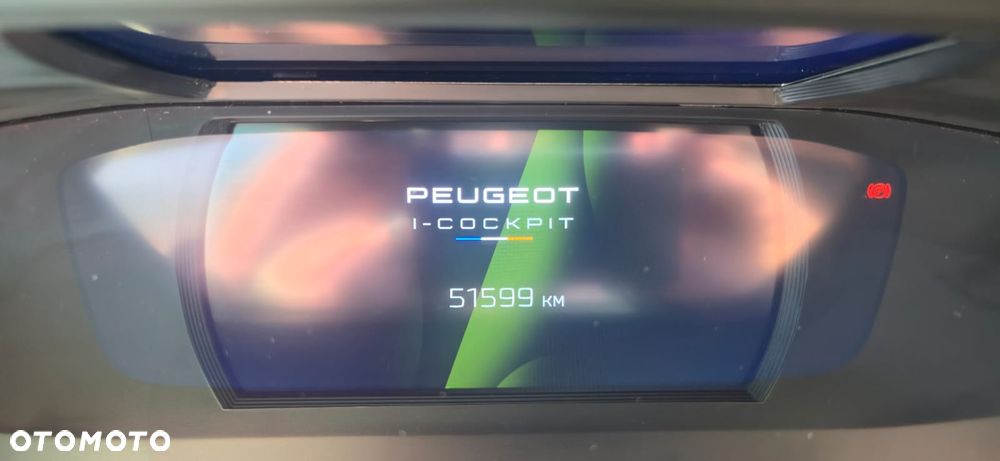 PEUGEOT
i-COCKPIT
51599 KM
OTOMOTO